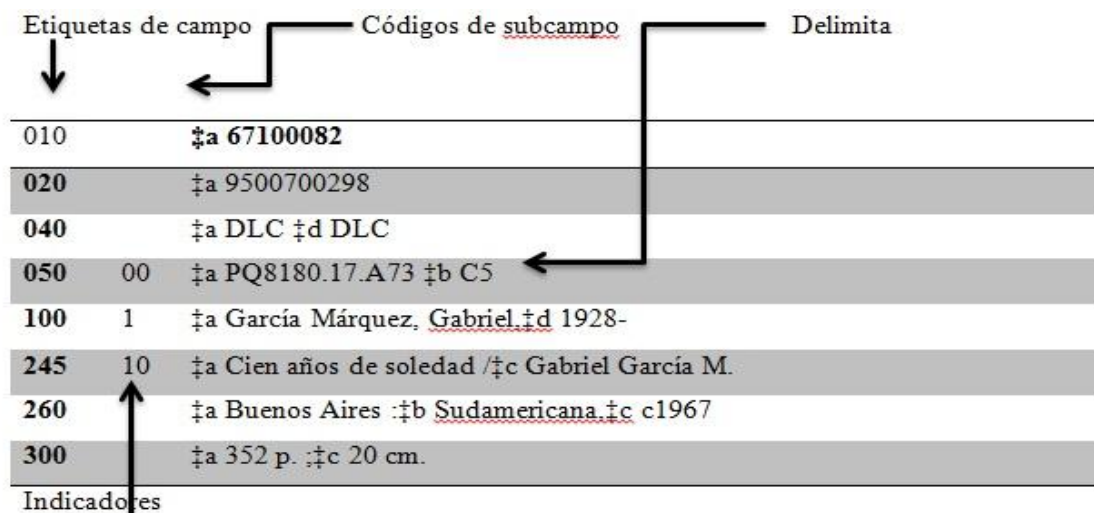 Etiquetas de campo Códigos de subcampo Delimita
010 ‡a 67100082
020 ‡a 9500700298
040 ‡a DLC ‡d DLC
050 00 ‡a PQ8180.17.A73 ‡b C5
100 1 ‡a García Márquez, Gabriel,‡d 1928-
245 10 ‡a Cien años de soledad /‡c Gabriel García M.
260 ‡a Buenos Aires :‡b Sudamericana,‡c c1967
300 ‡a 352 p. ;‡c 20 cm.
Indicadores